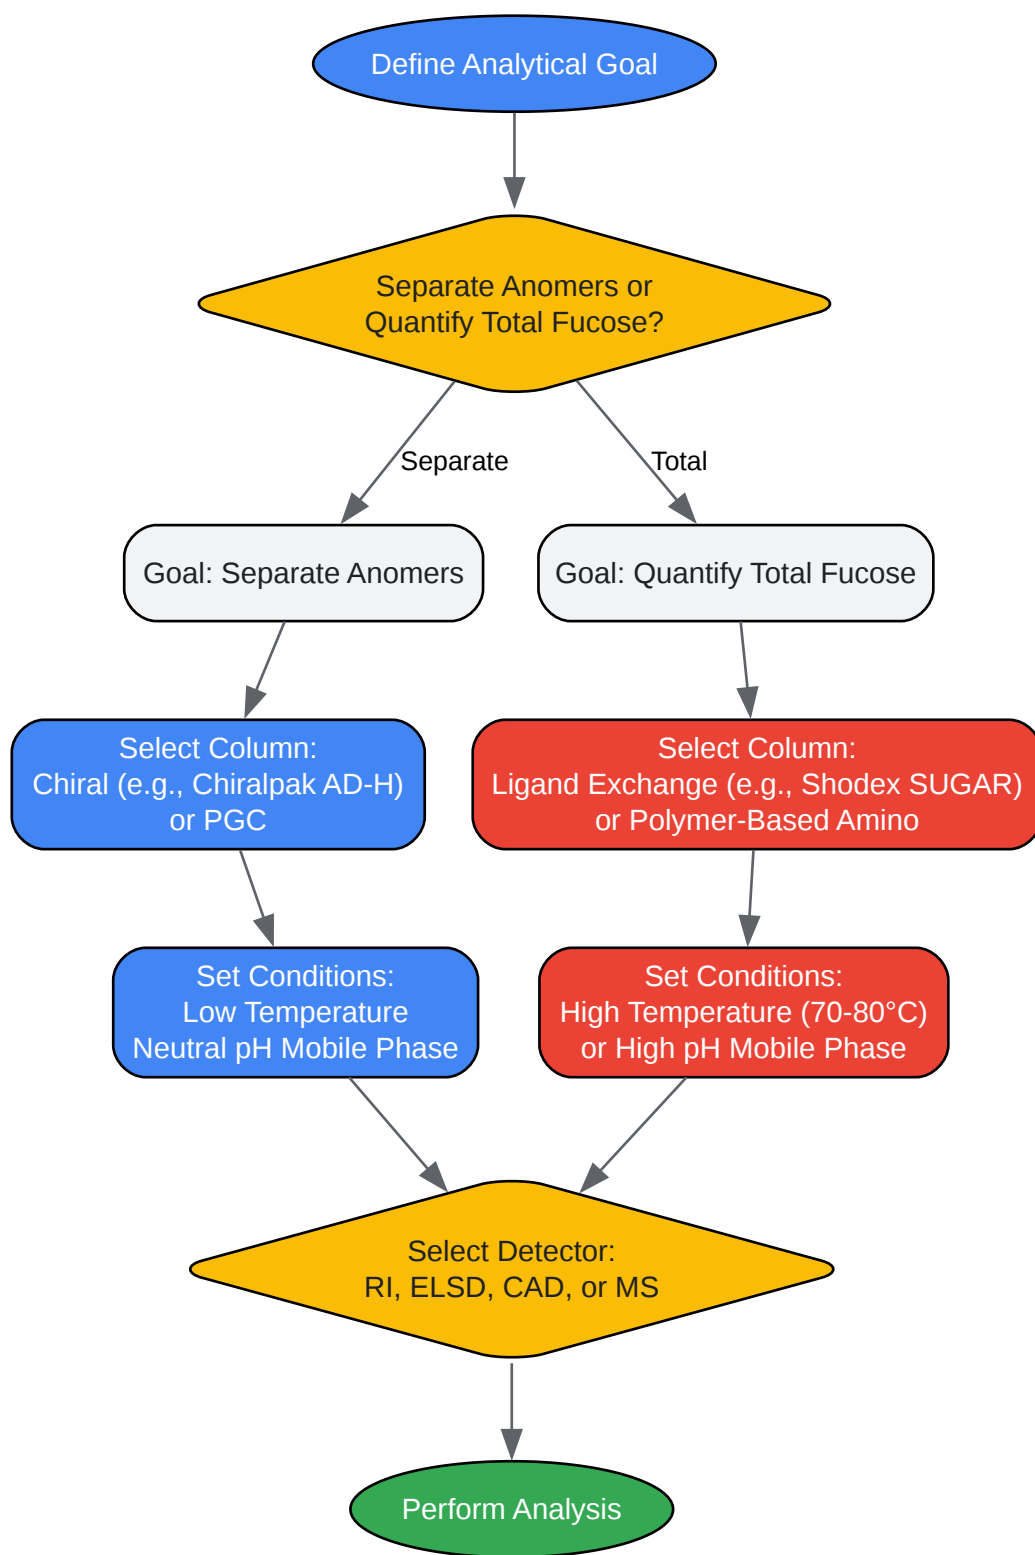 Define Analytical Goal
Separate Anomers or
Quantify Total Fucose?
Separate
Total
Goal: Separate Anomers
Goal: Quantify Total Fucose
Select Column:
Chiral (e.g., Chiralpak AD-H)
or PGC
Select Column:
Ligand Exchange (e.g., Shodex SUGAR)
or Polymer-Based Amino
Set Conditions:
Low Temperature
Neutral pH Mobile Phase
Set Conditions:
High Temperature (70-80°C)
or High pH Mobile Phase
Select Detector:
RI, ELSD, CAD, or MS
Perform Analysis